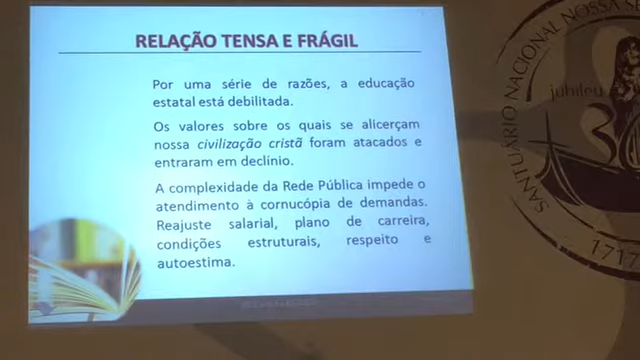 RELAÇÃO TENSA E FRÁGIL
Por uma série de razões, a educação
estatal está debilitada.
Os valores sobre os quais se alicerçam
nossa civilização cristã foram atacados e
entraram em declínio.
A complexidade da Rede Pública impede o
atendimento à cornucópia de demandas.
Reajuste salarial, plano de carreira,
condições estruturais, respeito e
autoestima.
SANTUÁRIO NACIONAL NOSSA
jubileu
1717